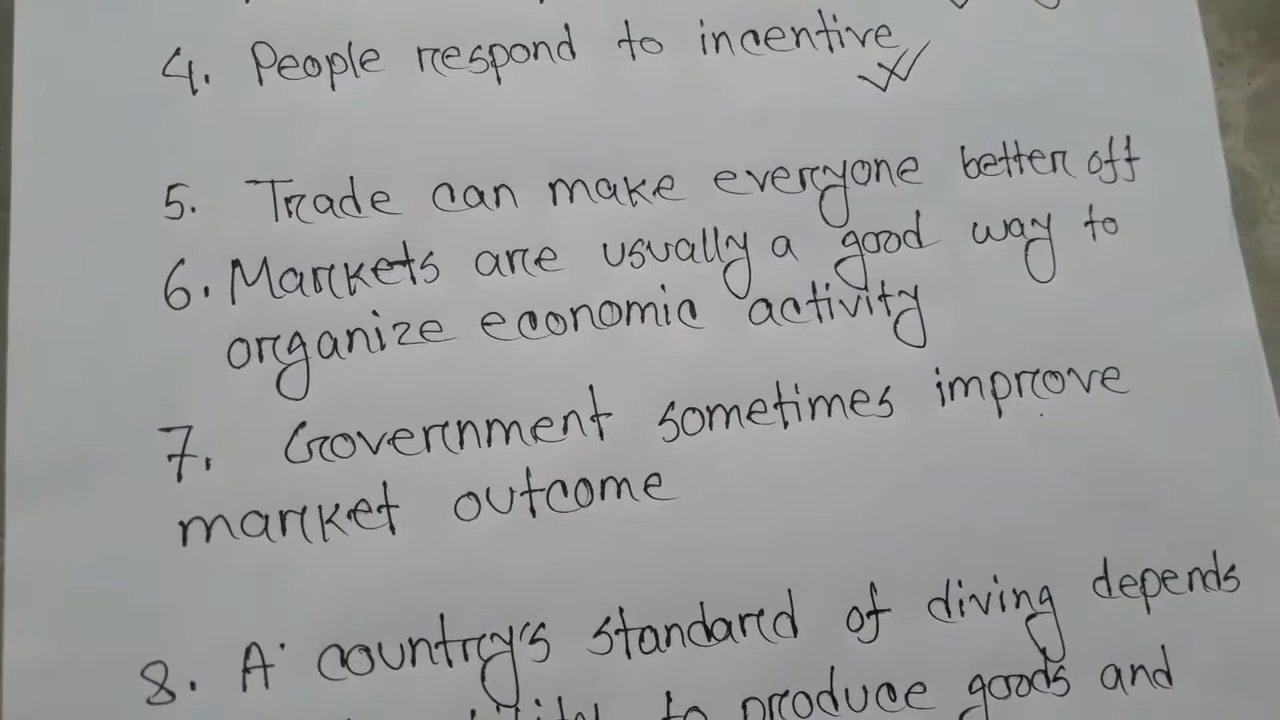 4. People respond to incentive
5. Trade can make everyone better off
6. Markets are usually a good way to
organize economic activity
7. Government sometimes improve
market outcome
8. A country's standard of diving depends
to produce goods and